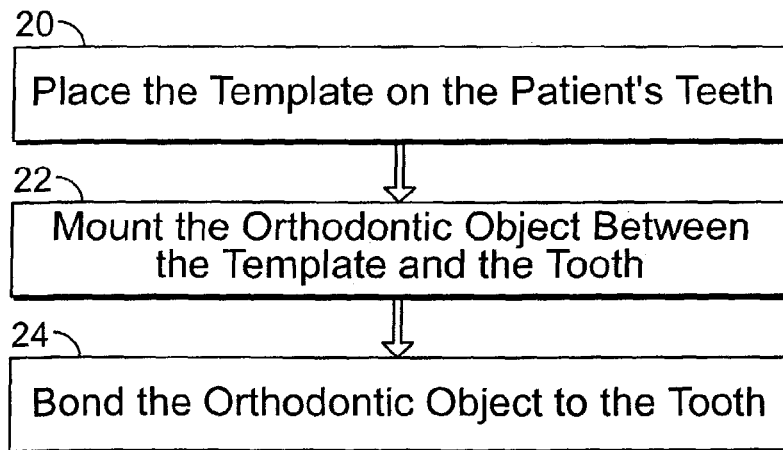 20
Place the Template on the Patient's Teeth
22
Mount the Orthodontic Object Between
the Template and the Tooth
24
Bond the Orthodontic Object to the Tooth